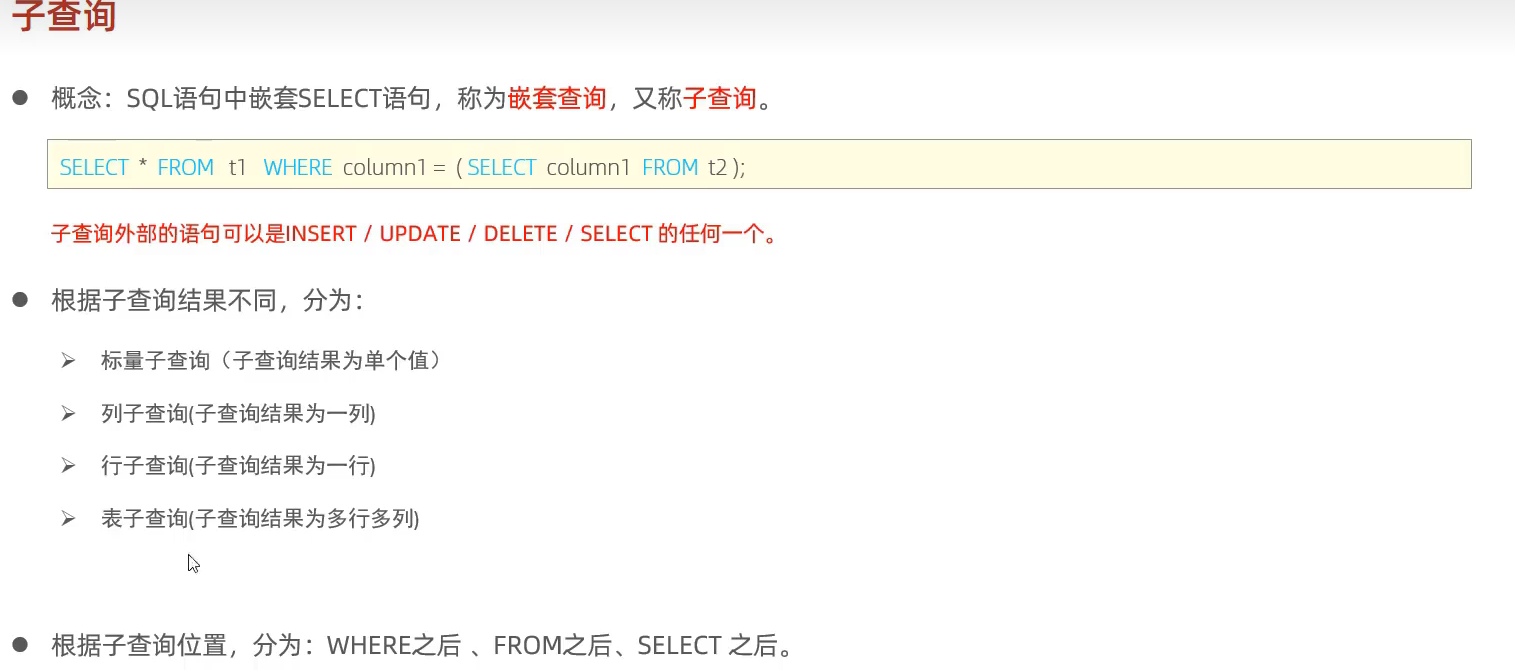 子查询
概念：SQL语句中嵌套SELECT语句，称为嵌套查询，又称子查询。
SELECT * FROM t1 WHERE column1 = ( SELECT column1 FROM t2 );
子查询外部的语句可以是INSERT / UPDATE / DELETE / SELECT 的任何一个。
根据子查询结果不同，分为：
标量子查询（子查询结果为单个值）
列子查询(子查询结果为一列)
行子查询(子查询结果为一行)
表子查询(子查询结果为多行多列)
根据子查询位置，分为：WHERE之后 、FROM之后、SELECT 之后。